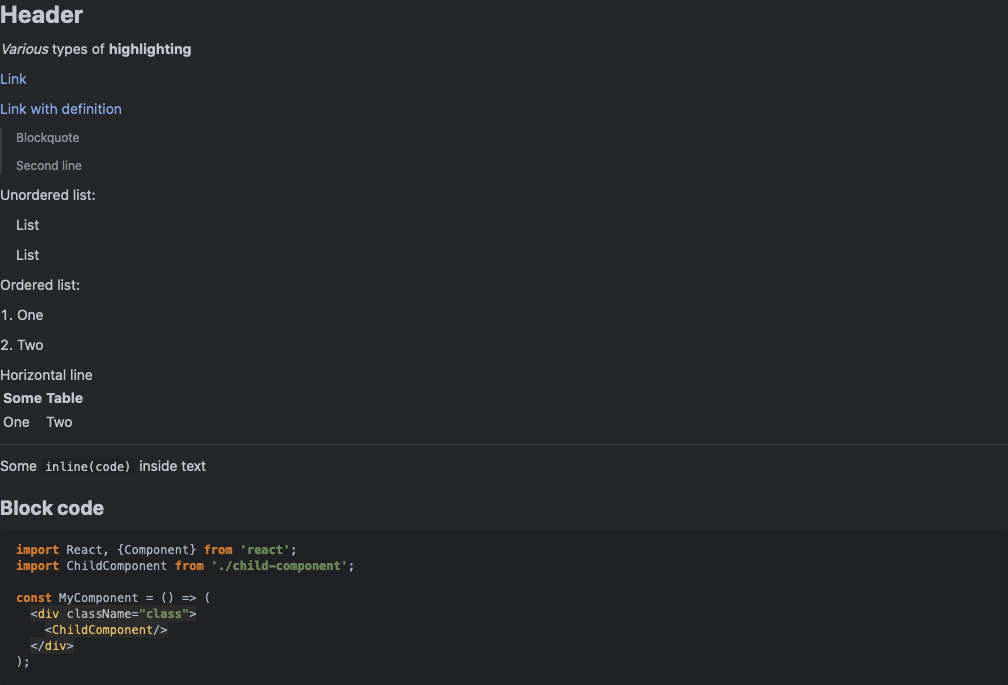 Header
Various types of highlighting
Link
Link with definition
Blockquote
Second line
Unordered list:
List
List
Ordered list:
1. One
2. Two
Horizontal line
Some Table
One Two
Some inline(code) inside text
Block code
import React, {Component} from 'react';
import ChildComponent from './child-component';
const MyComponent = () => (
<div className="class">
<ChildComponent/>
</div>
);